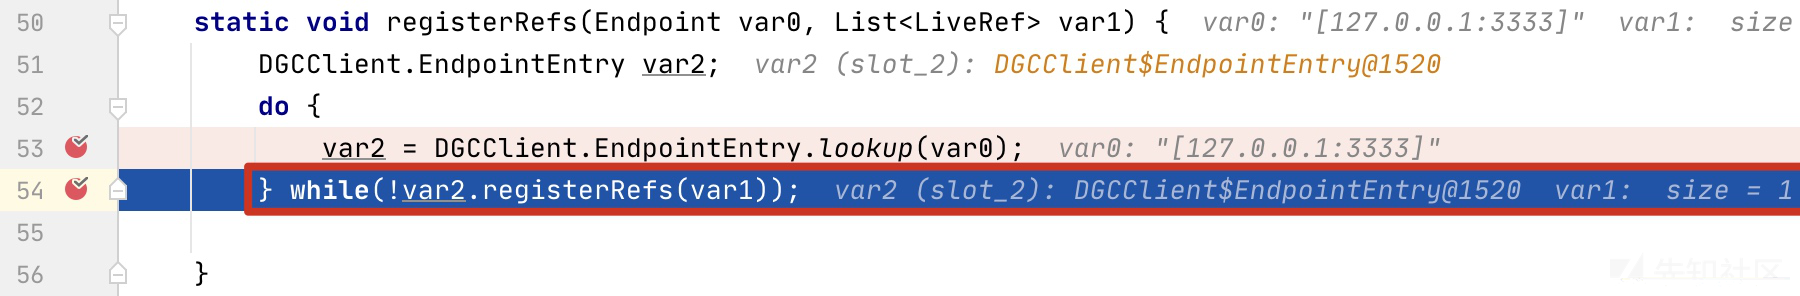 50 static void registerRefs(Endpoint var0, List<LiveRef> var1) { var0: "[127.0.0.1:3333]" var1: size
51 DGCClient.EndpointEntry var2; var2 (slot_2): DGCClient$EndpointEntry@1520
52 do {
53 var2 = DGCClient.EndpointEntry.lookup(var0); var0: "[127.0.0.1:3333]"
54 } while(!var2.registerRefs(var1)); var2 (slot_2): DGCClient$EndpointEntry@1520 var1: size = 1
55
56 }
先知社区